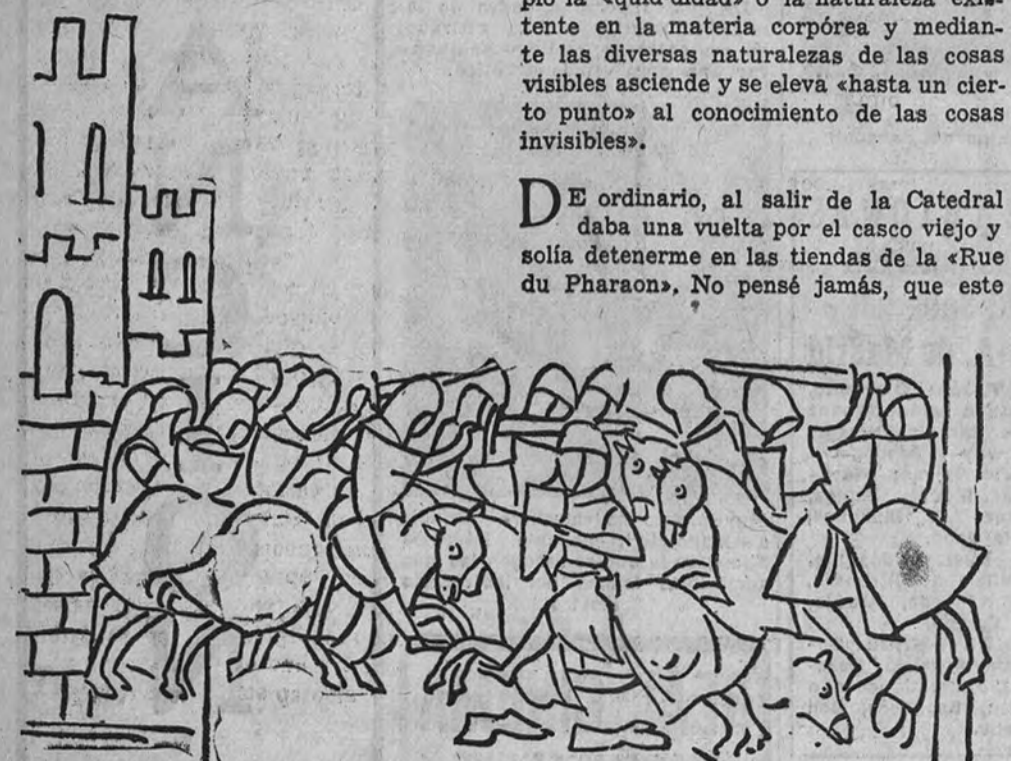 tente en la materia corpórea y median-
te las diversas naturalezas de las cosas
visibles asciende y se eleva «hasta un cier-
to punto» al conocimiento de las cosas
invisibles».
DE ordinario, al salir de la Catedral
daba una vuelta por el casco viejo y
solía detenerme en las tiendas de la «Rue
du Pharaon». No pensé jamás, que este